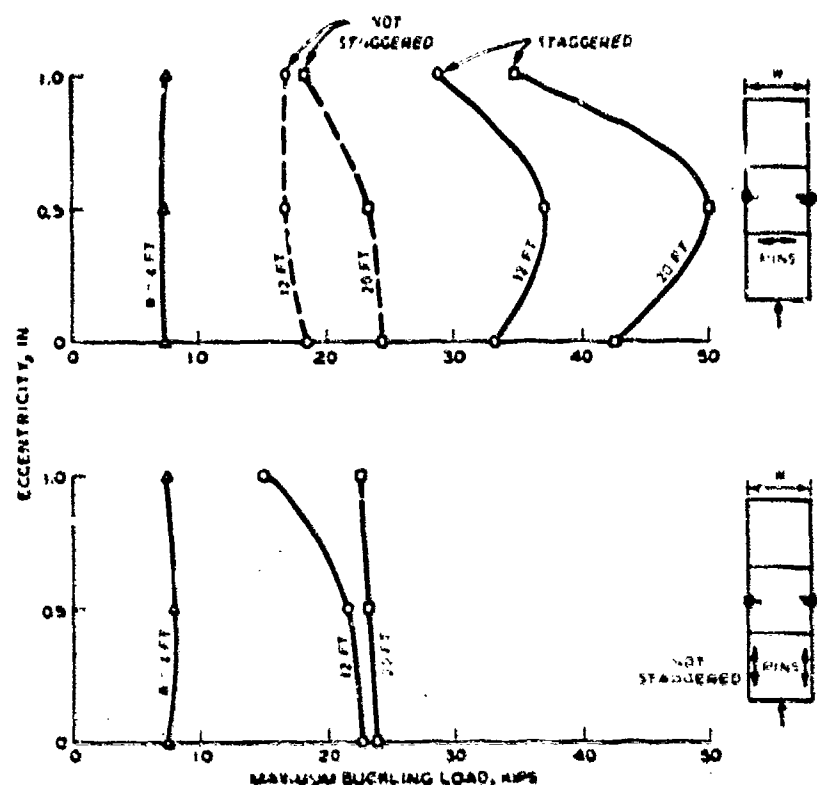 NOT
STAGGERED
STAGGERED
W
1.0
0.5
0
W = 4 FT
12 FT
20 FT
12 FT
20 FT
PINS
0
10
20
30
40
50
ECCENTRICITY, IN
W
1.0
0.5
0
W = 4 FT
12 FT
20 FT
NOT
STAGGERED
PINS
0
10
20
30
40
50
MAXIMUM BUCKLING LOAD, KIPS